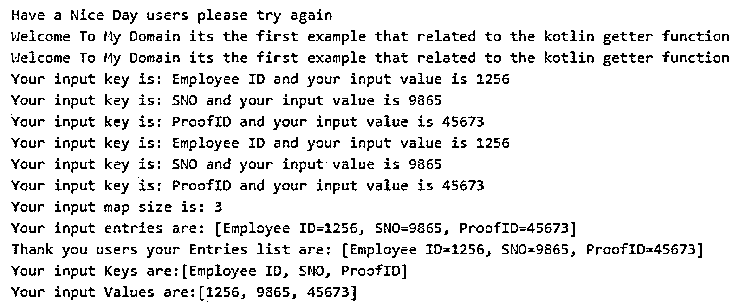 Have a Nice Day users please try again
Welcome To My Domain its the first example that related to the kotlin getter function
Welcome To My Domain its the first example that related to the kotlin getter function
Your input key is: Employee ID and your input value is 1256
Your input key is: SNO and your input value is 9865
Your input key is: ProofID and your input value is 45673
Your input key is: Employee ID and your input value is 1256
Your input key is: SNO and your input value is 9865
Your input key is: ProofID and your input value is 45673
Your input map size is: 3
Your input entries are: [Employee ID=1256, SNO=9865, ProofID=45673]
Thank you users your Entries list are: [Employee ID=1256, SNO=9865, ProofID=45673]
Your input Keys are:[Employee ID, SNO, ProofID]
Your input Values are:[1256, 9865, 45673]